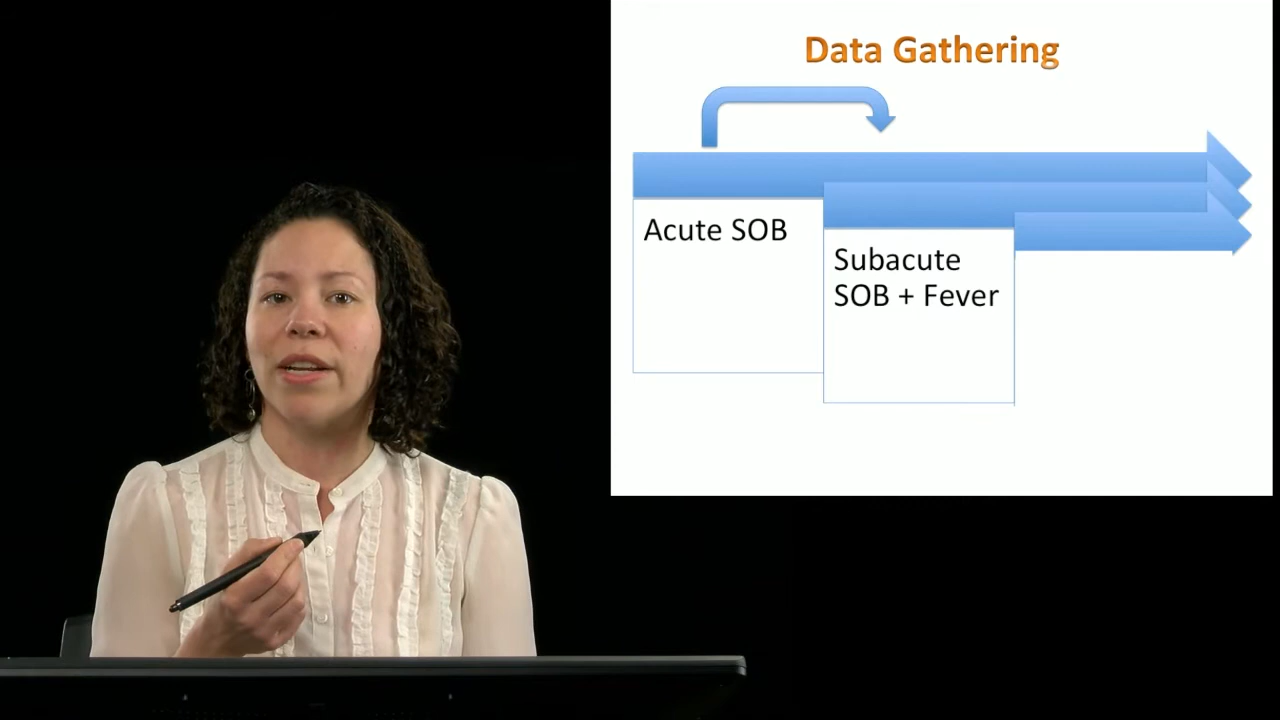 Data Gathering
Acute SOB
Subacute
SOB + Fever